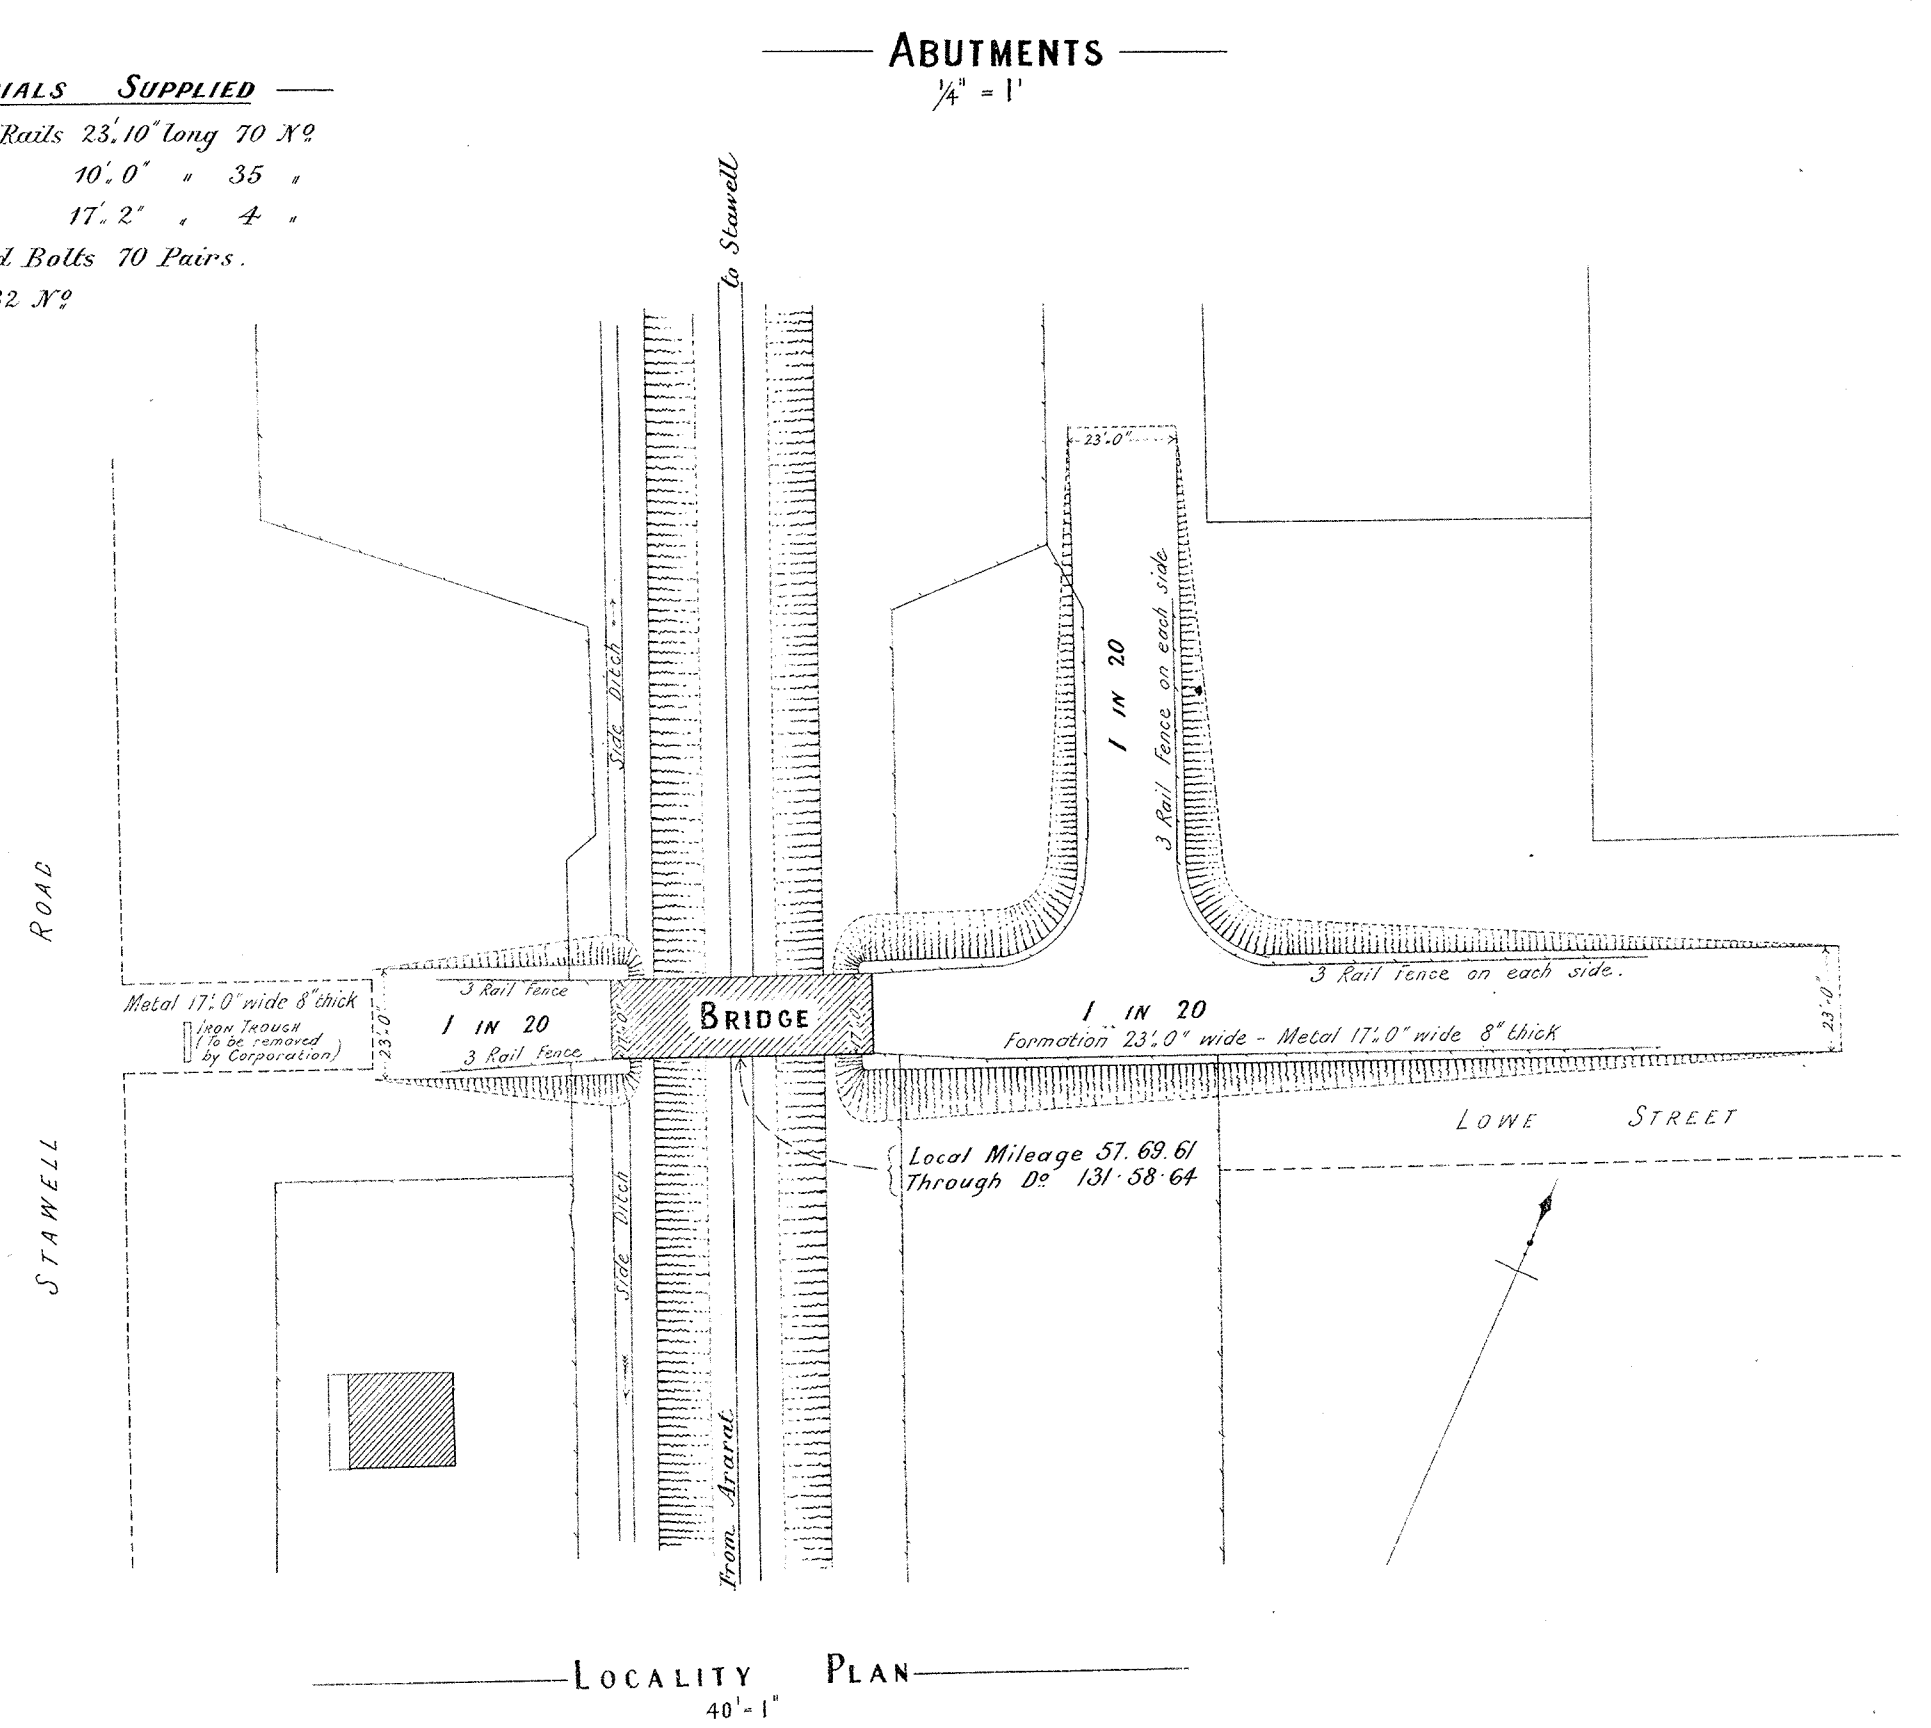 ABUTMENTS
1/4" = 1'
IALS SUPPLIED
Rails 23'.10" long 70 No
10'.0" " 35 "
17'.2" " 4 "
d Bolts 70 Pairs.
32 No
to Stawell
23'.0"
Side Ditch
1 IN 20
3 Rail Fence on each side
ROAD
STAWELL
Metal 17'.0" wide 8" thick
IRON TROUGH
(To be removed
by Corporation)
23'.0"
3 Rail Fence
1 IN 20
3 Rail Fence
BRIDGE
3 Rail Fence on each side.
1 IN 20
Formation 23'.0" wide - Metal 17'.0" wide 8" thick
23'.0"
LOWE STREET
Local Mileage 57.69.61
Through Do 131.58.64
Side Ditch
From Ararat
LOCALITY PLAN
40' = 1"